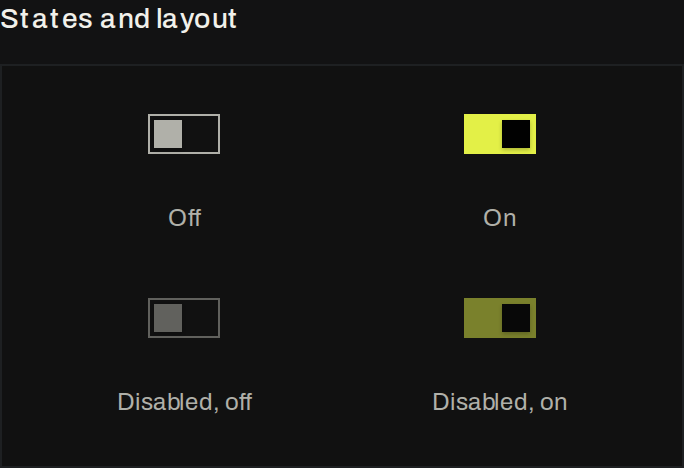 States and layout
Off
On
Disabled, off
Disabled, on